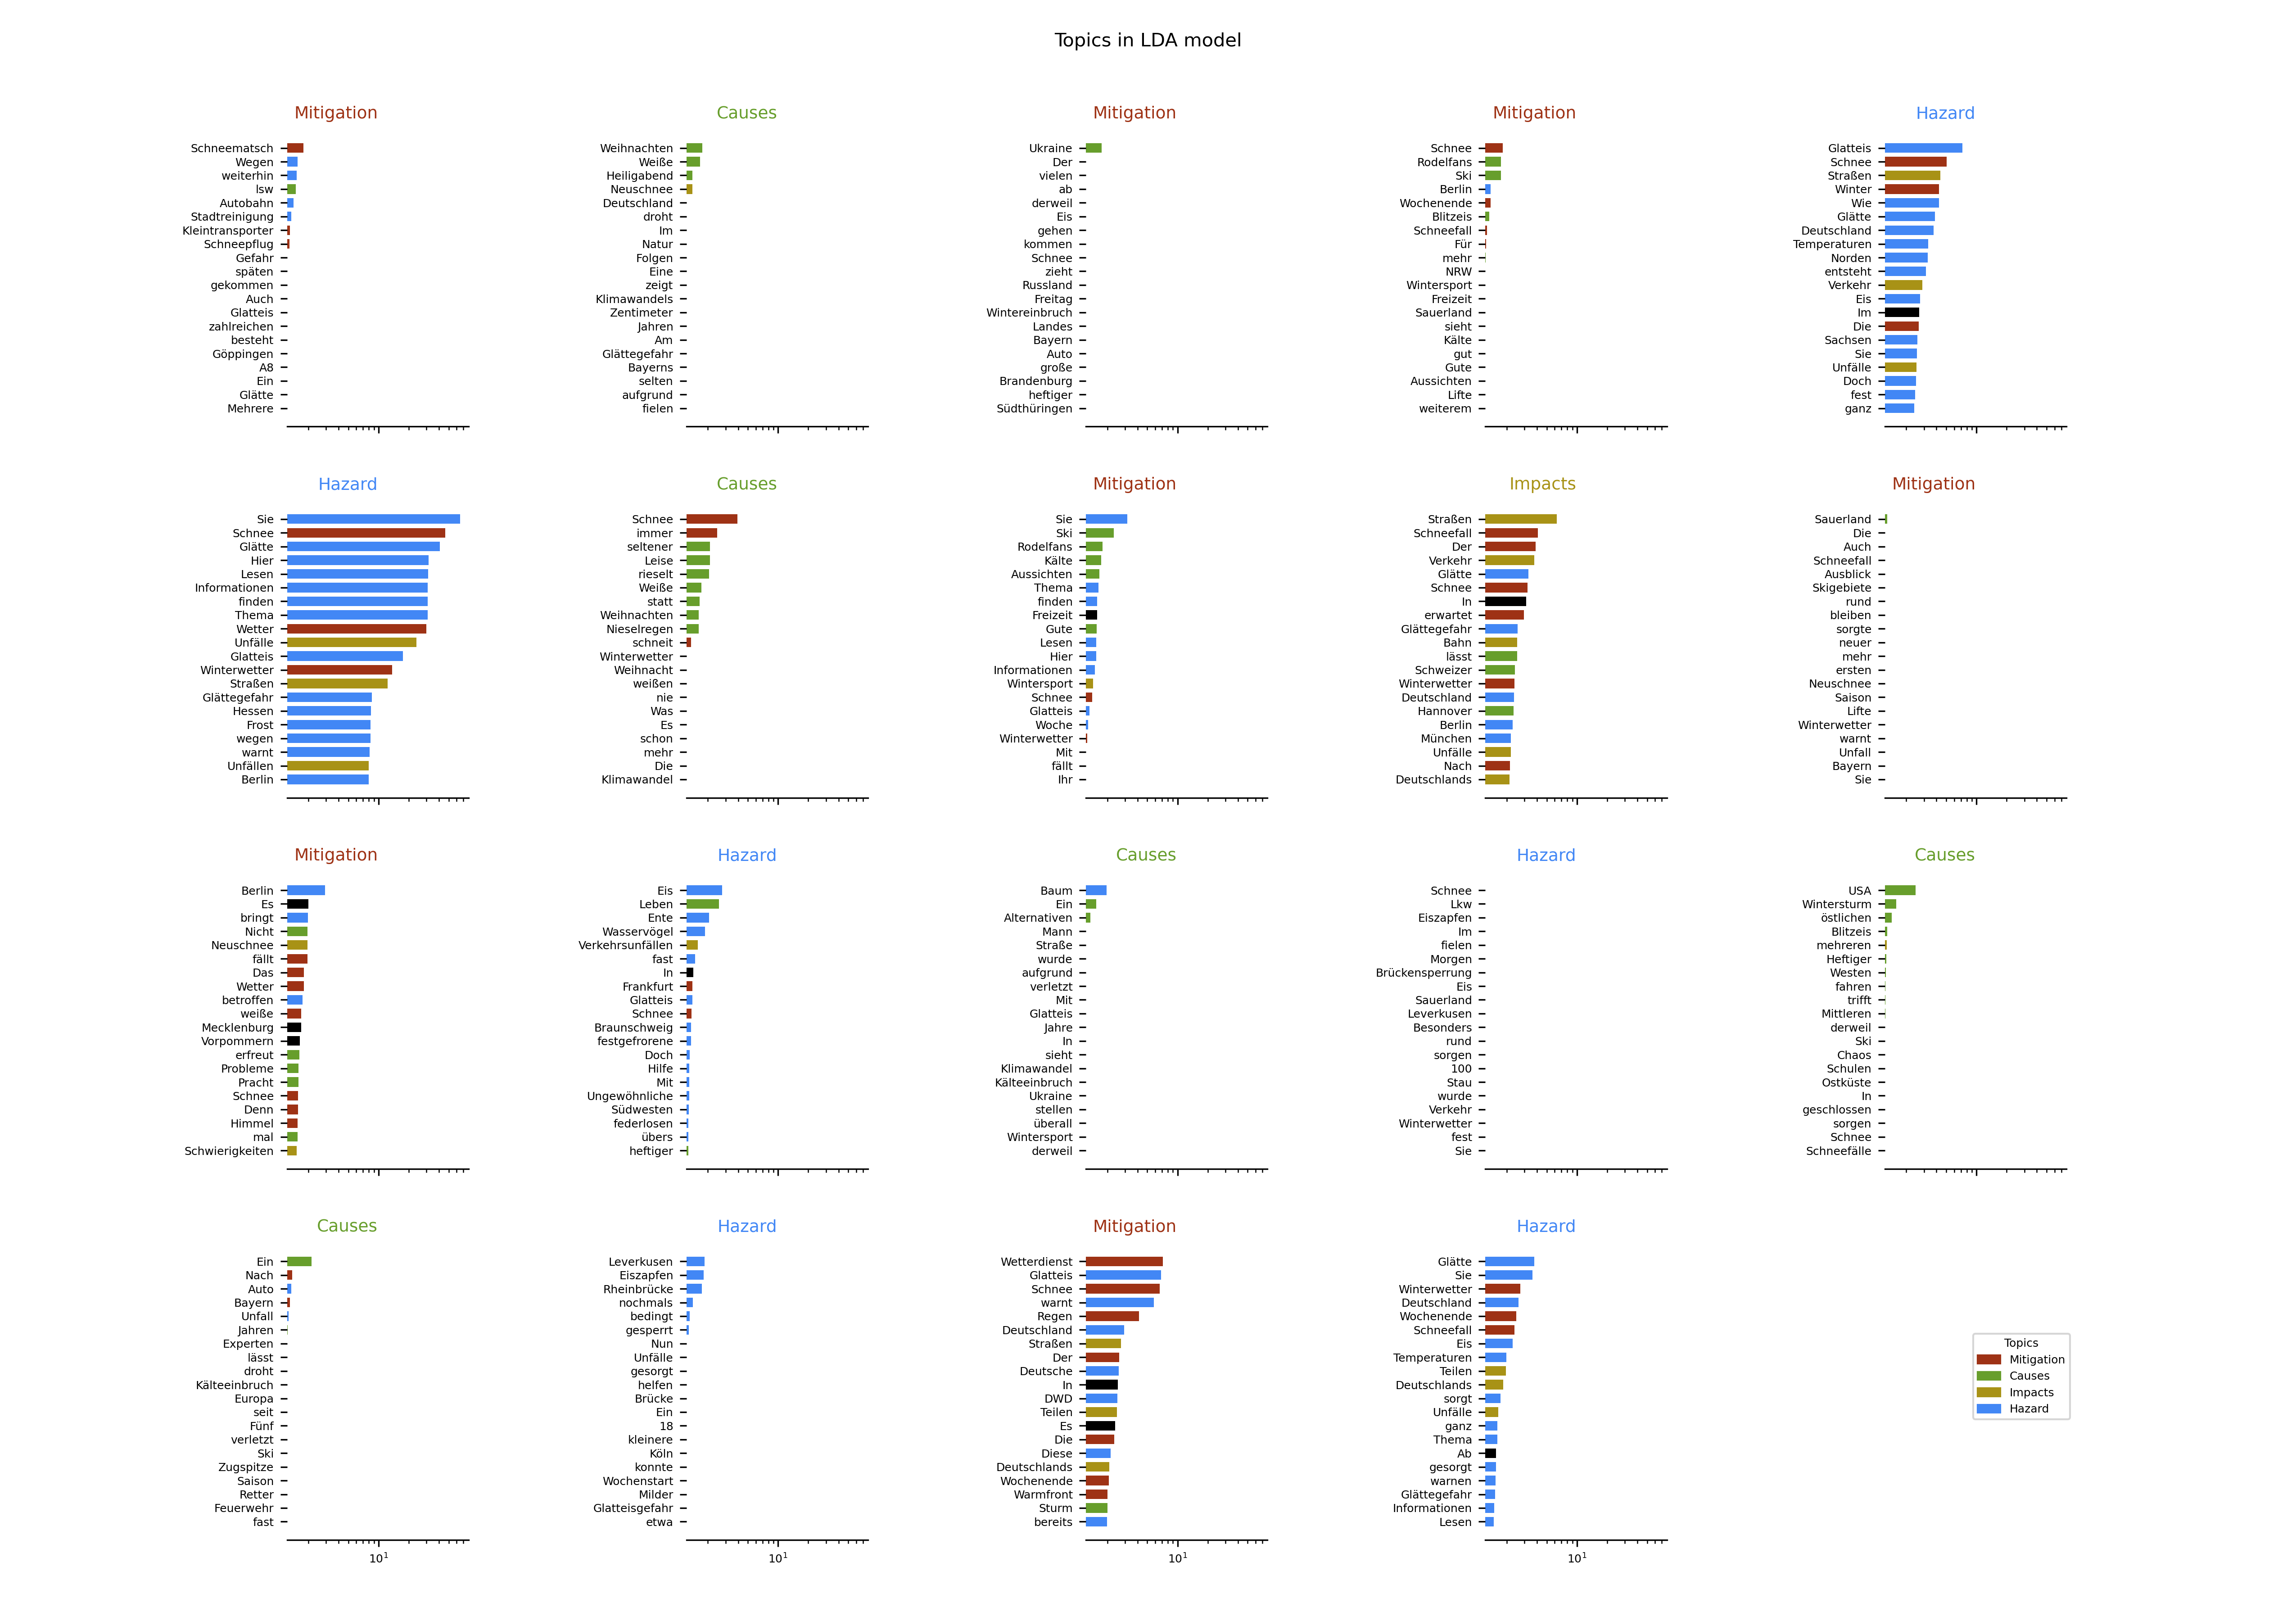 Topics in LDA model
Mitigation
Schneematsch
Wegen
weiterhin
lsw
Autobahn
Stadtreinigung
Kleintransporter
Schneepflug
Gefahr
späten
gekommen
Auch
Glatteis
zahlreichen
besteht
Göppingen
A8
Ein
Glätte
Mehrere
Causes
Weihnachten
Weiße
Heiligabend
Neuschnee
Deutschland
droht
Im
Natur
Folgen
Eine
zeigt
Klimawandels
Zentimeter
Jahren
Am
Glättegefahr
Bayerns
selten
aufgrund
fielen
Mitigation
Ukraine
Der
vielen
ab
derweil
Eis
gehen
kommen
Schnee
zieht
Russland
Freitag
Wintereinbruch
Landes
Bayern
Auto
große
Brandenburg
heftiger
Südthüringen
Mitigation
Schnee
Rodelfans
Ski
Berlin
Wochenende
Blitzeis
Schneefall
Für
mehr
NRW
Wintersport
Freizeit
Sauerland
sieht
Kälte
gut
Gute
Aussichten
Lifte
weiterem
Hazard
Glatteis
Schnee
Straßen
Winter
Wie
Glätte
Deutschland
Temperaturen
Norden
entsteht
Verkehr
Eis
Im
Die
Sachsen
Sie
Unfälle
Doch
fest
ganz
Hazard
Sie
Schnee
Glätte
Hier
Lesen
Informationen
finden
Thema
Wetter
Unfälle
Glatteis
Winterwetter
Straßen
Glättegefahr
Hessen
Frost
wegen
warnt
Unfällen
Berlin
Causes
Schnee
immer
seltener
Leise
rieselt
Weiße
statt
Weihnachten
Nieselregen
schneit
Winterwetter
Weihnacht
weißen
nie
Was
Es
schon
mehr
Die
Klimawandel
Mitigation
Sie
Ski
Rodelfans
Kälte
Aussichten
Thema
finden
Freizeit
Gute
Lesen
Hier
Informationen
Wintersport
Schnee
Glatteis
Woche
Winterwetter
Mit
fällt
Ihr
Impacts
Straßen
Schneefall
Der
Verkehr
Glätte
Schnee
In
erwartet
Glättegefahr
Bahn
lässt
Schweizer
Winterwetter
Deutschland
Hannover
Berlin
München
Unfälle
Nach
Deutschlands
Mitigation
Sauerland
Die
Auch
Schneefall
Ausblick
Skigebiete
rund
bleiben
sorgte
neuer
mehr
ersten
Neuschnee
Saison
Lifte
Winterwetter
warnt
Unfall
Bayern
Sie
Mitigation
Berlin
Es
bringt
Nicht
Neuschnee
fällt
Das
Wetter
betroffen
weiße
Mecklenburg
Vorpommern
erfreut
Probleme
Pracht
Schnee
Denn
Himmel
mal
Schwierigkeiten
Hazard
Eis
Leben
Ente
Wasservögel
Verkehrsunfällen
fast
In
Frankfurt
Glatteis
Schnee
Braunschweig
festgefrorene
Doch
Hilfe
Mit
Ungewöhnliche
Südwesten
federlosen
übers
heftiger
Causes
Baum
Ein
Alternativen
Mann
Straße
wurde
aufgrund
verletzt
Mit
Glatteis
Jahre
In
sieht
Klimawandel
Kälteeinbruch
Ukraine
stellen
überall
Wintersport
derweil
Hazard
Schnee
Lkw
Eiszapfen
Im
fielen
Morgen
Brückensperrung
Eis
Sauerland
Leverkusen
Besonders
rund
sorgen
100
Stau
wurde
Verkehr
Winterwetter
fest
Sie
Causes
USA
Wintersturm
östlichen
Blitzeis
mehreren
Heftiger
Westen
fahren
trifft
Mittleren
derweil
Ski
Chaos
Schulen
Ostküste
In
geschlossen
sorgen
Schnee
Schneefälle
Causes
Ein
Nach
Auto
Bayern
Unfall
Jahren
Experten
lässt
droht
Kälteeinbruch
Europa
seit
Fünf
verletzt
Ski
Zugspitze
Saison
Retter
Feuerwehr
fast
10¹
Hazard
Leverkusen
Eiszapfen
Rheinbrücke
nochmals
bedingt
gesperrt
Nun
Unfälle
gesorgt
helfen
Brücke
Ein
18
kleinere
Köln
konnte
Wochenstart
Milder
Glatteisgefahr
etwa
10¹
Mitigation
Wetterdienst
Glatteis
Schnee
warnt
Regen
Deutschland
Straßen
Der
Deutsche
In
DWD
Teilen
Es
Die
Diese
Deutschlands
Wochenende
Warmfront
Sturm
bereits
10¹
Hazard
Glätte
Sie
Winterwetter
Deutschland
Wochenende
Schneefall
Eis
Temperaturen
Teilen
Deutschlands
sorgt
Unfälle
ganz
Thema
Ab
gesorgt
warnen
Glättegefahr
Informationen
Lesen
10¹
Topics
Mitigation
Causes
Impacts
Hazard